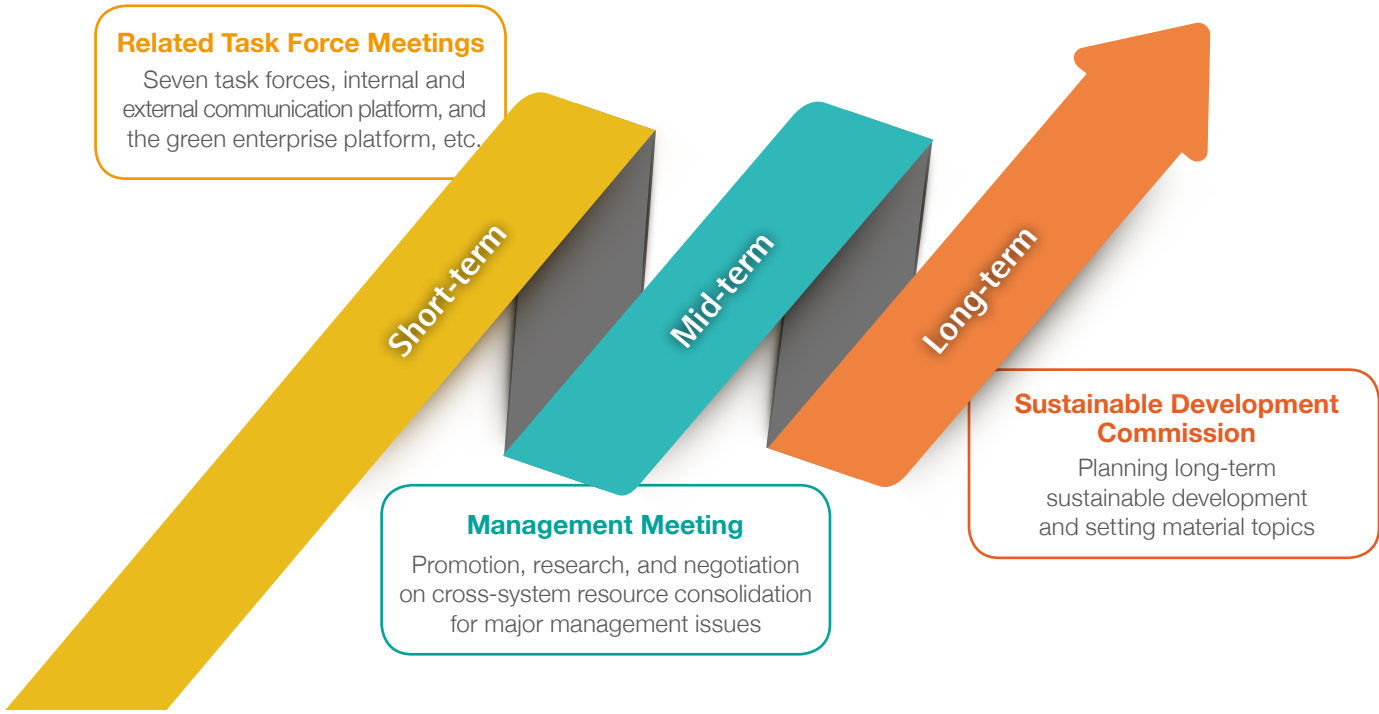 Related Task Force Meetings
Seven task forces, internal and
external communication platform, and
the green enterprise platform, etc.
Short-term
Mid-term
Long-term
Management Meeting
Promotion, research, and negotiation
on cross-system resource consolidation
for major management issues
Sustainable Development
Commission
Planning long-term
sustainable development
and setting material topics